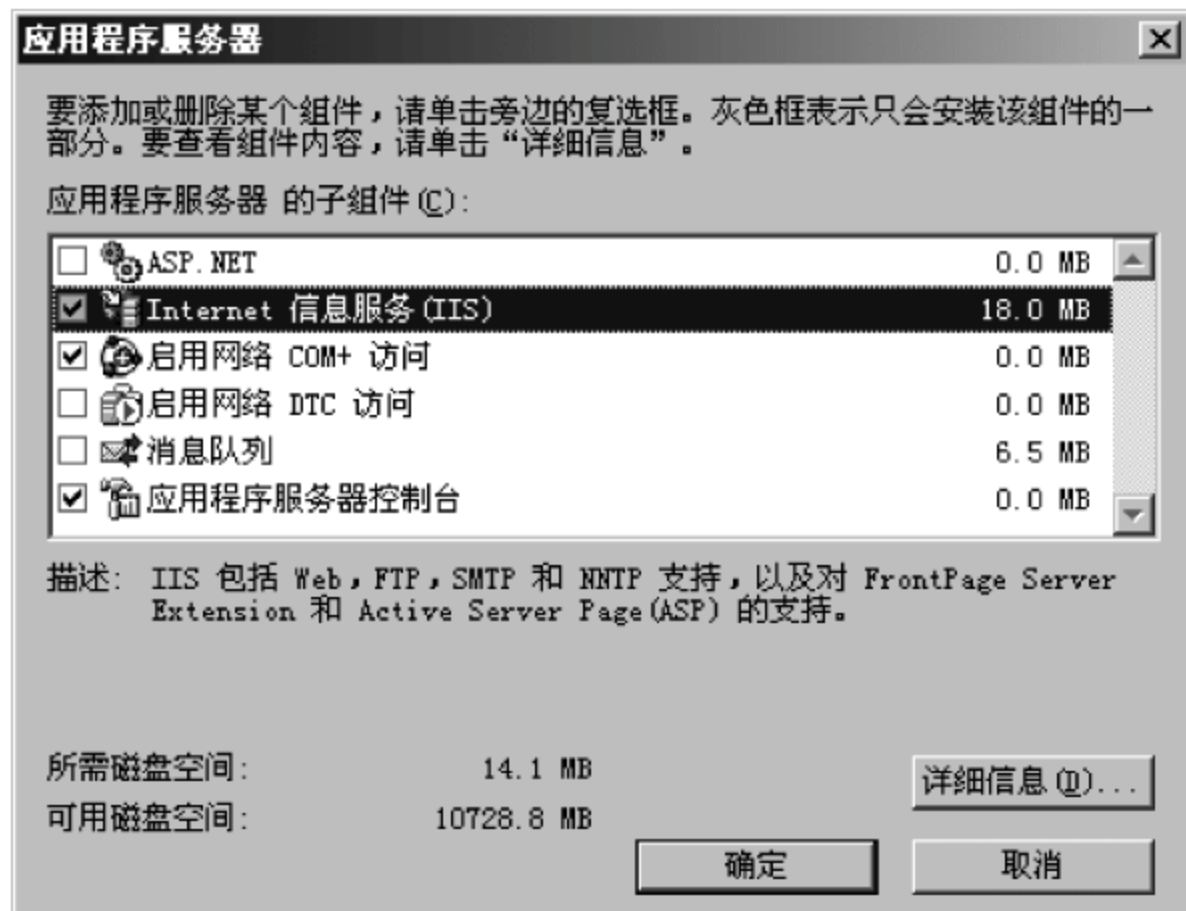 应用程序服务器
要添加或删除某个组件，请单击旁边的复选框。灰色框表示只会安装该组件的一
部分。要查看组件内容，请单击“详细信息”。
应用程序服务器 的子组件(C):
ASP.NET 0.0 MB
Internet 信息服务(IIS) 18.0 MB
启用网络 COM+ 访问 0.0 MB
启用网络 DTC 访问 0.0 MB
消息队列 6.5 MB
应用程序服务器控制台 0.0 MB
描述: IIS 包括 Web，FTP，SMTP 和 NNTP 支持，以及对 FrontPage Server
Extension 和 Active Server Page(ASP) 的支持。
所需磁盘空间: 14.1 MB
详细信息(D)...
可用磁盘空间: 10728.8 MB
确定 取消